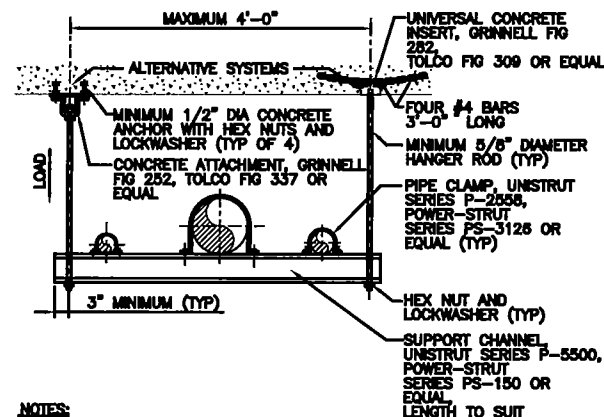 MAXIMUM 4'-0"
UNIVERSAL CONCRETE
INSERT, GRINNELL FIG
282,
TOLCO FIG 309 OR EQUAL
ALTERNATIVE SYSTEMS
FOUR #4 BARS
3'-0" LONG
MINIMUM 1/2" DIA CONCRETE
ANCHOR WITH HEX NUTS AND
LOCKWASHER (TYP OF 4)
MINIMUM 5/8" DIAMETER
HANGER ROD (TYP)
LOAD
CONCRETE ATTACHMENT, GRINNELL
FIG 252, TOLCO FIG 337 OR
EQUAL
PIPE CLAMP, UNISTRUT
SERIES P-2558,
POWER-STRUT
SERIES PS-3126 OR
EQUAL (TYP)
3" MINIMUM (TYP)
HEX NUT AND
LOCKWASHER (TYP)
SUPPORT CHANNEL,
UNISTRUT SERIES P-5500,
POWER-STRUT
SERIES PS-150 OR
EQUAL,
LENGTH TO SUIT
NOTES: